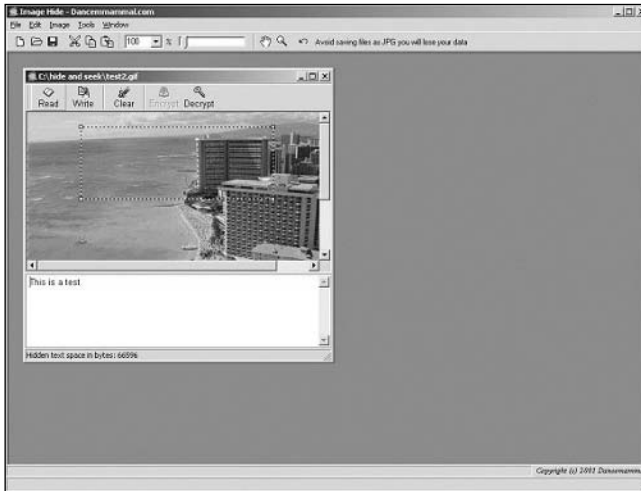 Image Hide - Dancemammal.com
File Edit Image Tools Window
100 % Avoid saving files as JPG you will lose your data
C:\hide and seek\test2.gif
Read Write Clear Encrypt Decrypt
This is a test
Hidden text space in bytes: 66596
Copyright (c) 2001 Dancemammal